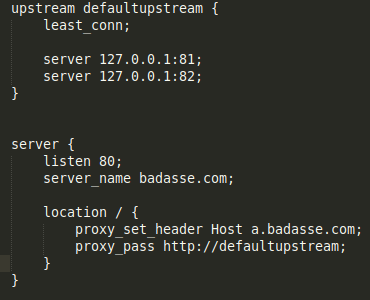 upstream defaultupstream {
    least_conn;

    server 127.0.0.1:81;
    server 127.0.0.1:82;
}


server {
    listen 80;
    server_name badasse.com;

    location / {
        proxy_set_header Host a.badasse.com;
        proxy_pass http://defaultupstream;
    }
}